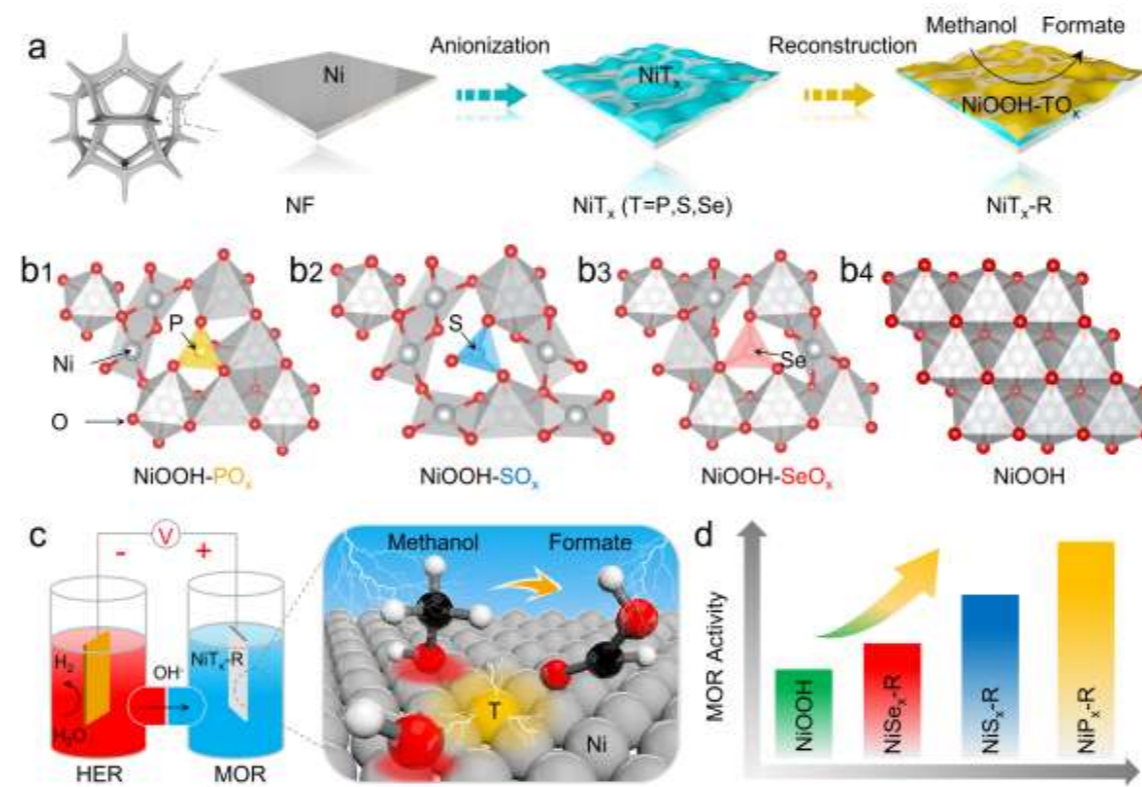 a
Ni
Anionization
NiTₓ
Reconstruction
Methanol Formate
NiOOH-TOₓ
NF
NiTₓ (T=P,S,Se)
NiTₓ-R
b1
P
Ni
O
NiOOH-POₓ
b2
S
NiOOH-SOₓ
b3
Se
NiOOH-SeOₓ
b4
NiOOH
c
V
- +
H₂
H₂O
OH⁻
NiTₓ-R
HER
MOR
Methanol Formate
T
Ni
d
MOR Activity
NiOOH
NiSeₓ-R
NiSₓ-R
NiPₓ-R